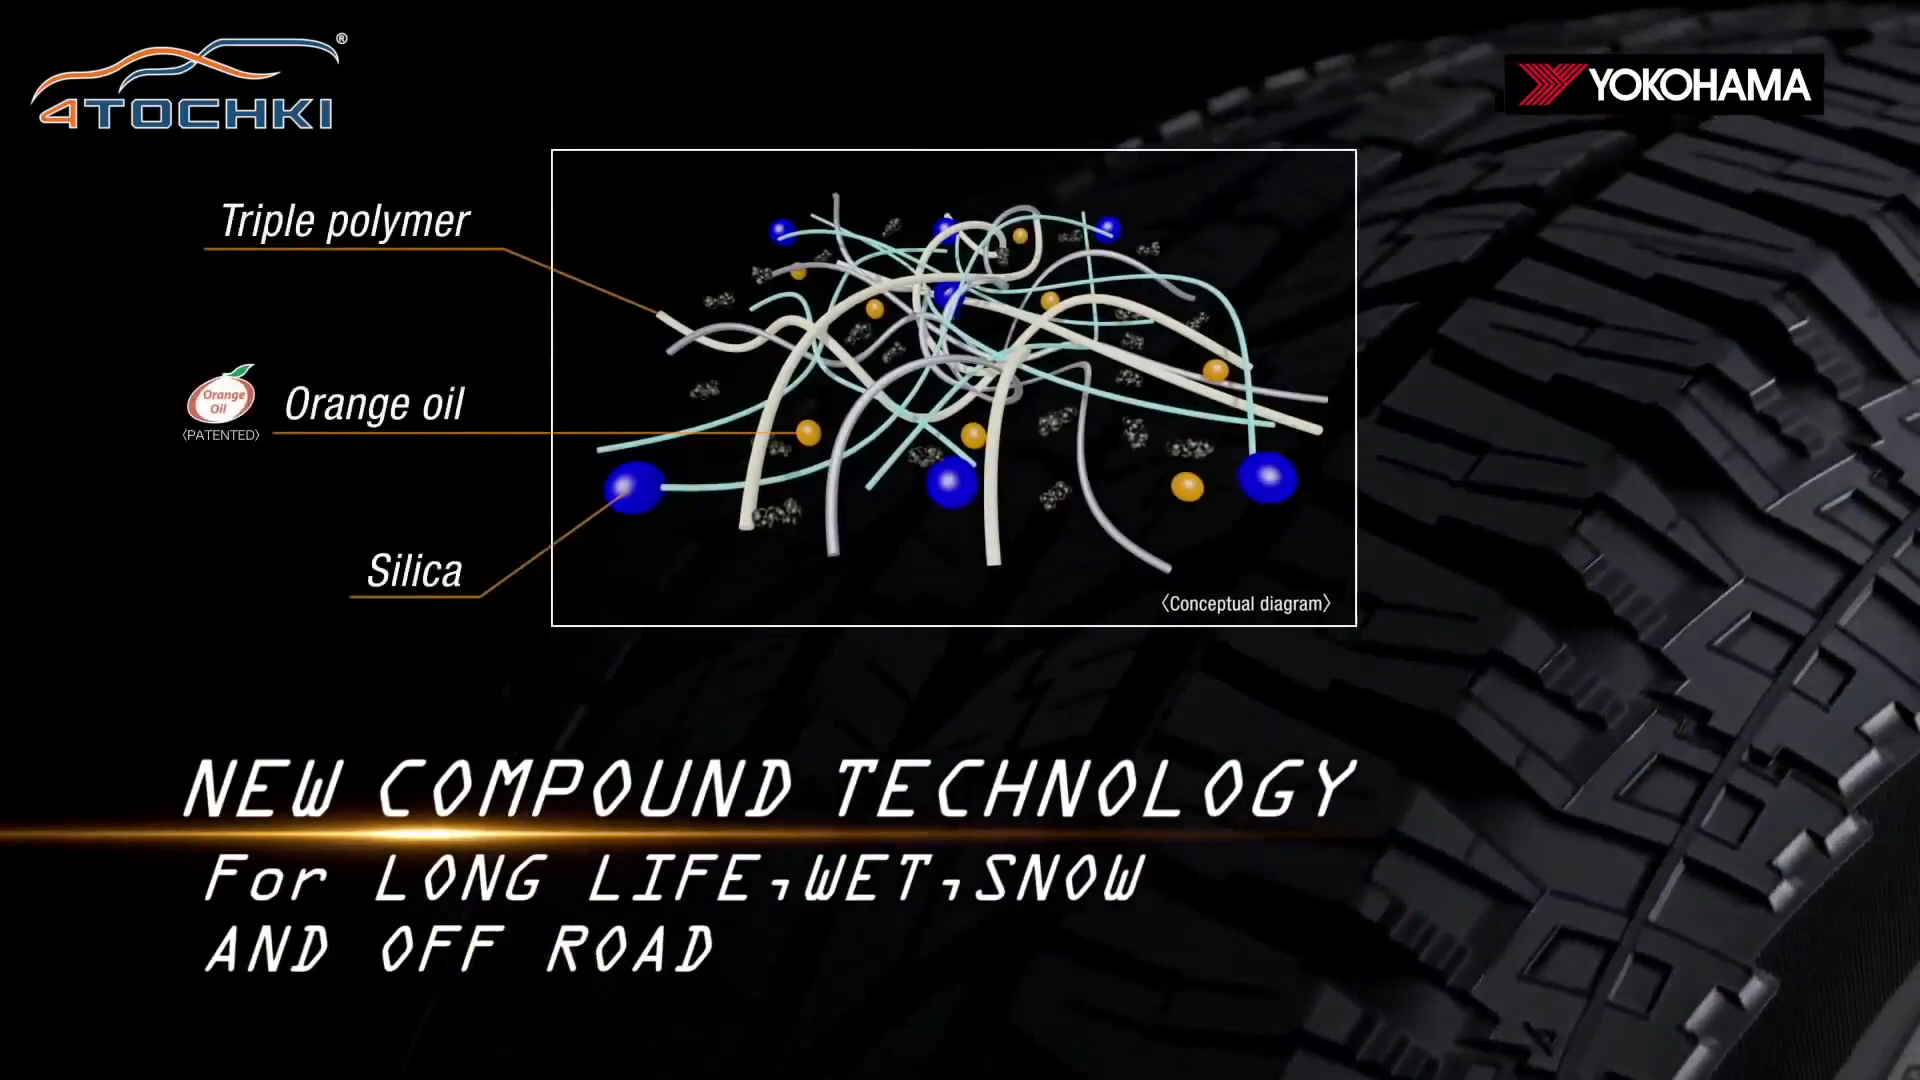 4TOCHKI®
YOKOHAMA
Triple polymer
Orange
Oil
〈PATENTED〉
Orange oil
Silica
〈Conceptual diagram〉
NEW COMPOUND TECHNOLOGY
For LONG LIFE,WET,SNOW
AND OFF ROAD